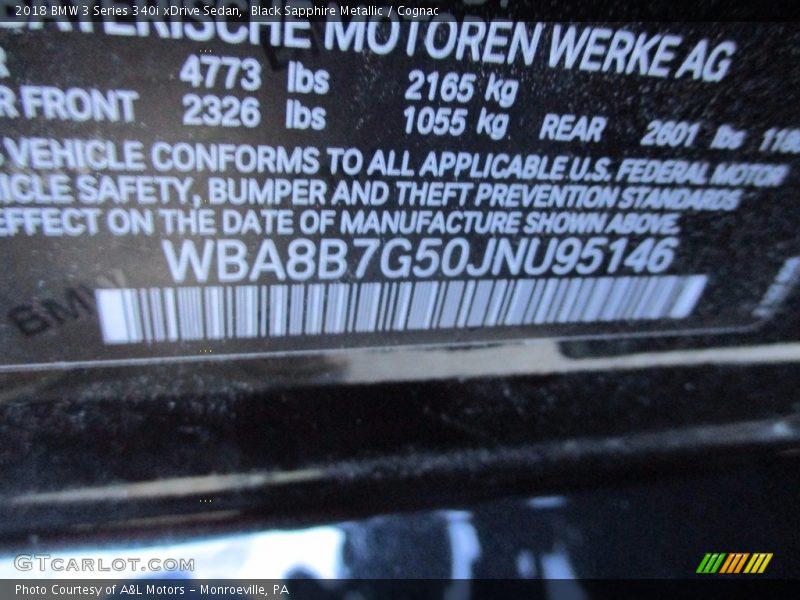 2018 BMW 3 Series 340i xDrive Sedan, Black Sapphire Metallic / Cognac
MOTOREN WERKE AG
4773 lbs 2165 kg
FRONT 2326 lbs 1055 kg REAR 2601 lbs
VEHICLE CONFORMS TO ALL APPLICABLE U.S. FEDERAL MOTOR
SAFETY, BUMPER AND THEFT PREVENTION STANDARDS
EFFECT ON THE DATE OF MANUFACTURE SHOWN ABOVE
WBA8B7G50JNU95146
BMW
GTCARLOT.COM
Photo Courtesy of A&L Motors – Monroeville, PA